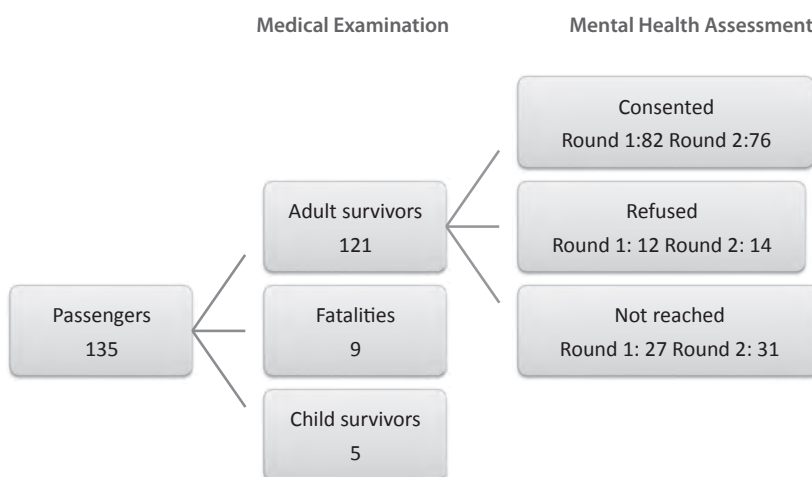 Medical Examination
Mental Health Assessment
Consented
Round 1:82 Round 2:76
Adult survivors
121
Refused
Round 1: 12 Round 2: 14
Passengers
135
Fatalities
9
Not reached
Round 1: 27 Round 2: 31
Child survivors
5